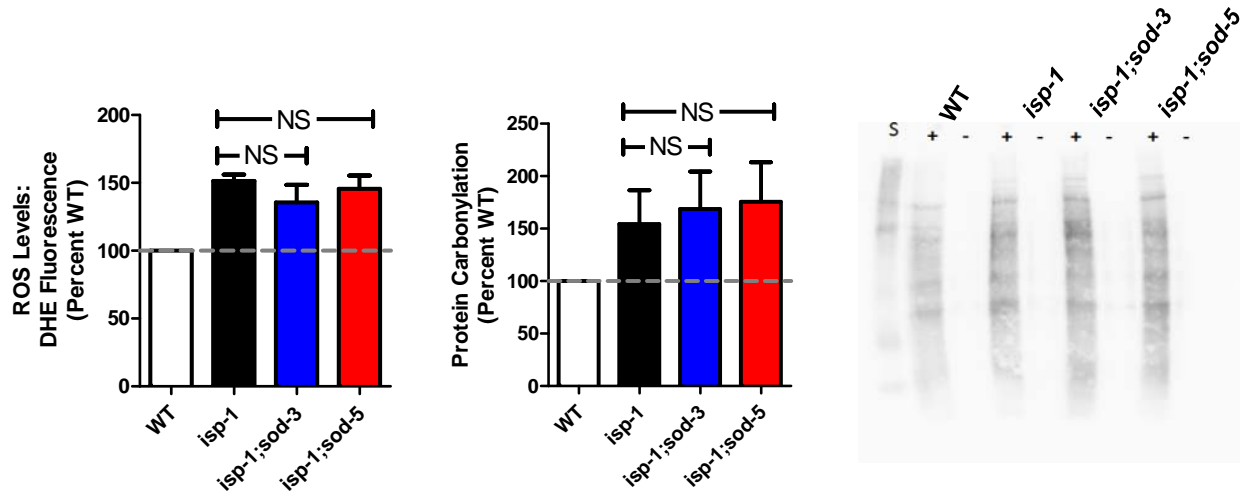 ROS Levels:
DHE Fluorescence
(Percent WT)
200
150
100
50
0
NS
NS
WT
isp-1
isp-1;sod-3
isp-1;sod-5
Protein Carbonylation
(Percent WT)
250
200
150
100
50
0
NS
NS
WT
isp-1
isp-1;sod-3
isp-1;sod-5
WT
isp-1
isp-1;sod-3
isp-1;sod-5
S + - + - + - + -